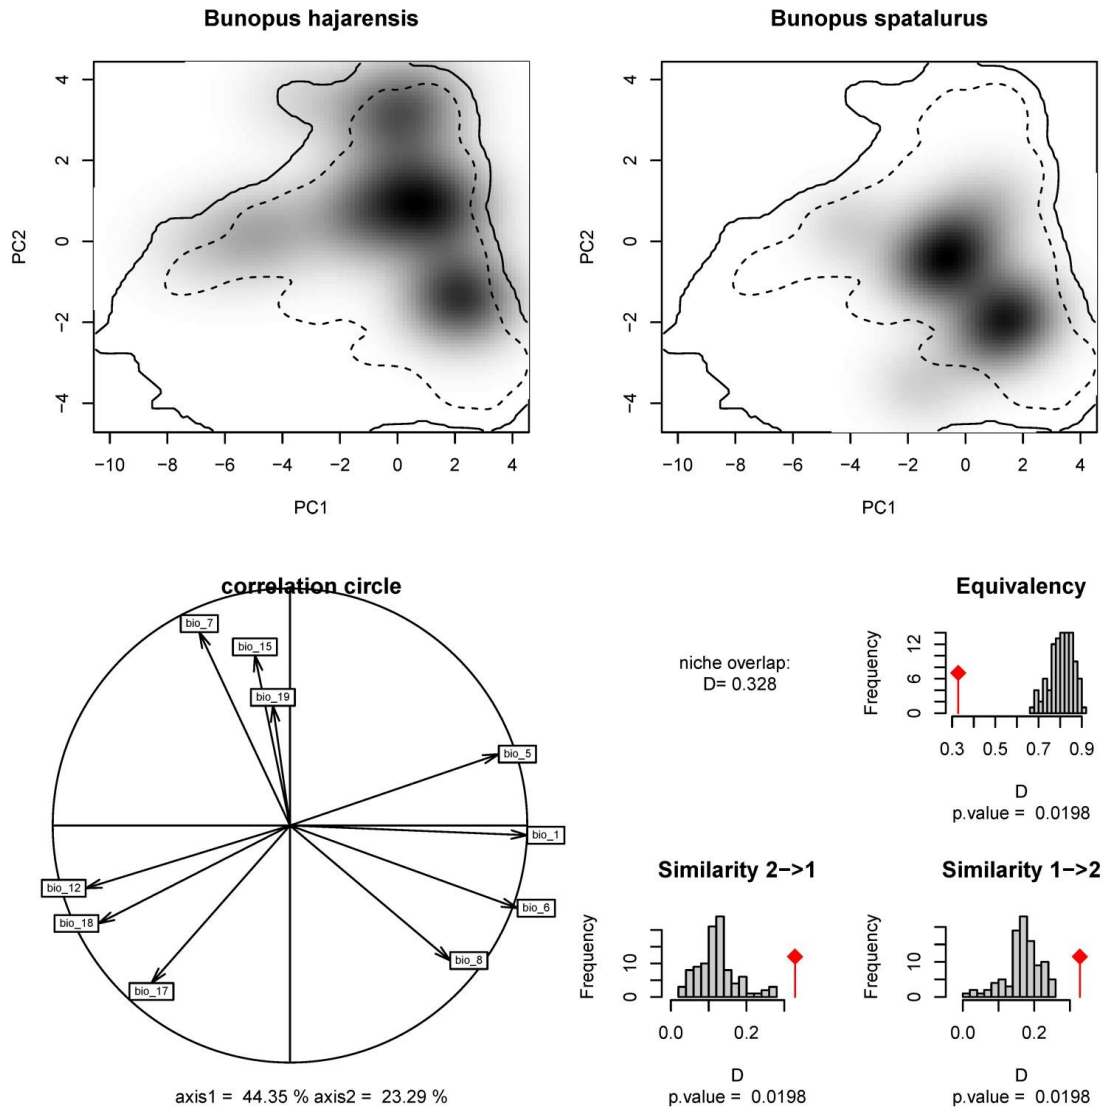 Bunopus hajarensis
Bunopus spatalurus
4
2
0
−2
−4
PC2
−10 −8 −6 −4 −2 0 2 4
PC1
4
2
0
−2
−4
PC2
−10 −8 −6 −4 −2 0 2 4
PC1
correlation circle
bio_7
bio_15
bio_19
bio_5
bio_1
bio_12
bio_6
bio_18
bio_8
bio_17
axis1 = 44.35 % axis2 = 23.29 %
niche overlap:
D= 0.328
Equivalency
Frequency
12
6
0
0.3 0.5 0.7 0.9
D
p.value = 0.0198
Similarity 2−>1
Frequency
10
0
0.0 0.2
D
p.value = 0.0198
Similarity 1−>2
Frequency
10
0
0.0 0.2
D
p.value = 0.0198